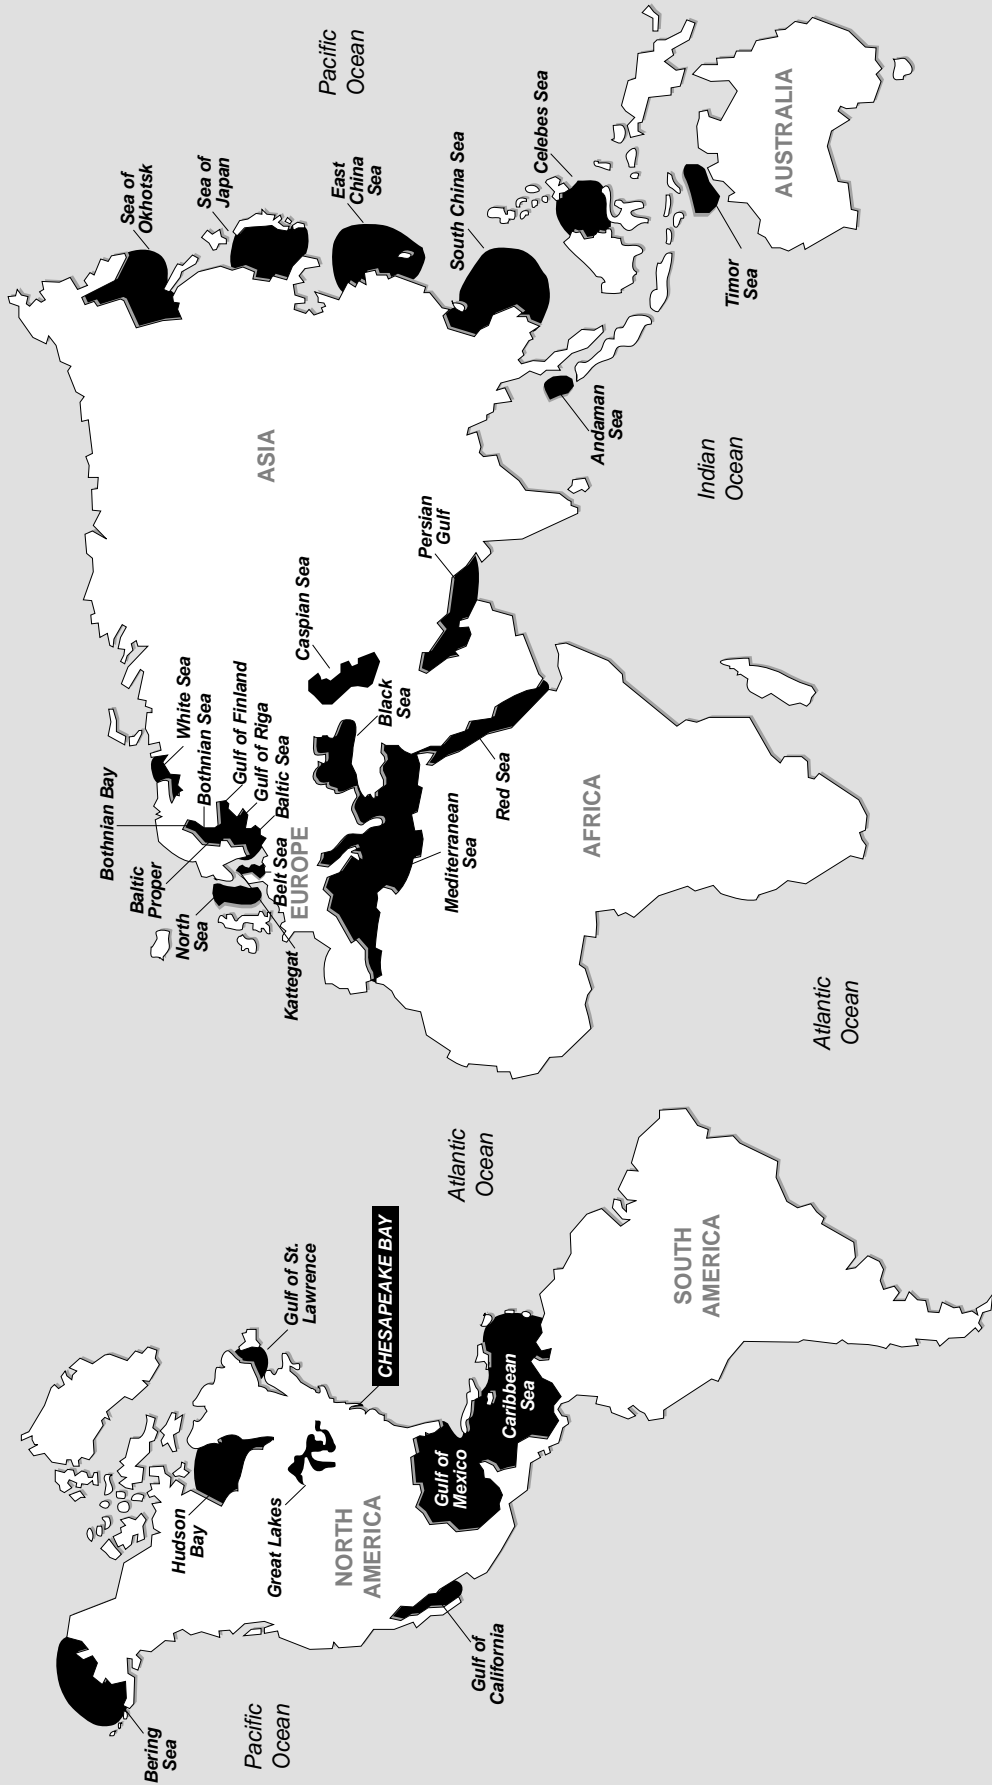 Bering
Sea
Pacific
Ocean
Hudson
Bay
Great Lakes
NORTH
AMERICA
Gulf of
California
Gulf of
Mexico
Caribbean
Sea
Gulf of St.
Lawrence
CHESAPEAKE BAY
SOUTH
AMERICA
Atlantic
Ocean
Atlantic
Ocean
Bothnian Bay
Baltic
Proper
North
Sea
Kattegat
White Sea
Bothnian Sea
Gulf of Finland
Gulf of Riga
Baltic Sea
Belt Sea
EUROPE
Mediterranean
Sea
Black
Sea
Caspian Sea
Red Sea
AFRICA
Persian
Gulf
ASIA
Indian
Ocean
Andaman
Sea
Sea of
Okhotsk
Sea of
Japan
East
China
Sea
South China Sea
Celebes Sea
Timor
Sea
Pacific
Ocean
AUSTRALIA